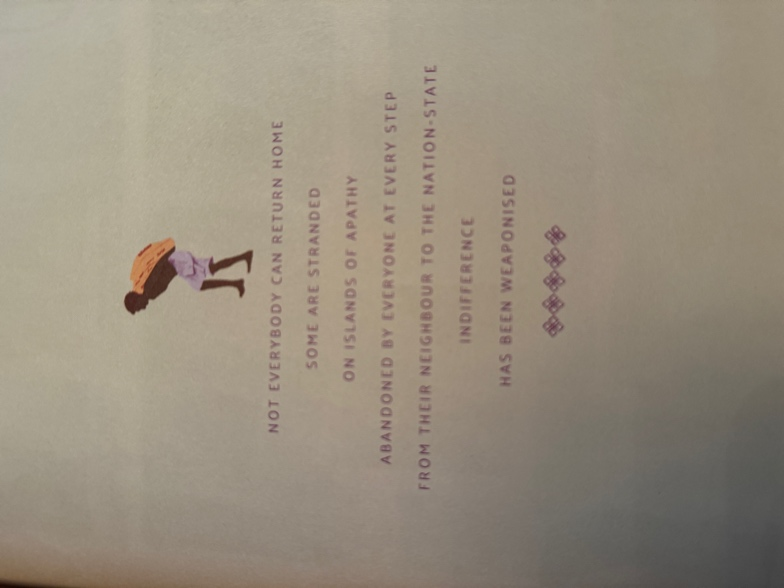 NOT EVERYBODY CAN RETURN HOME
SOME ARE STRANDED
ON ISLANDS OF APATHY
ABANDONED BY EVERYONE AT EVERY STEP
FROM THEIR NEIGHBOUR TO THE NATION-STATE
INDIFFERENCE
HAS BEEN WEAPONISED